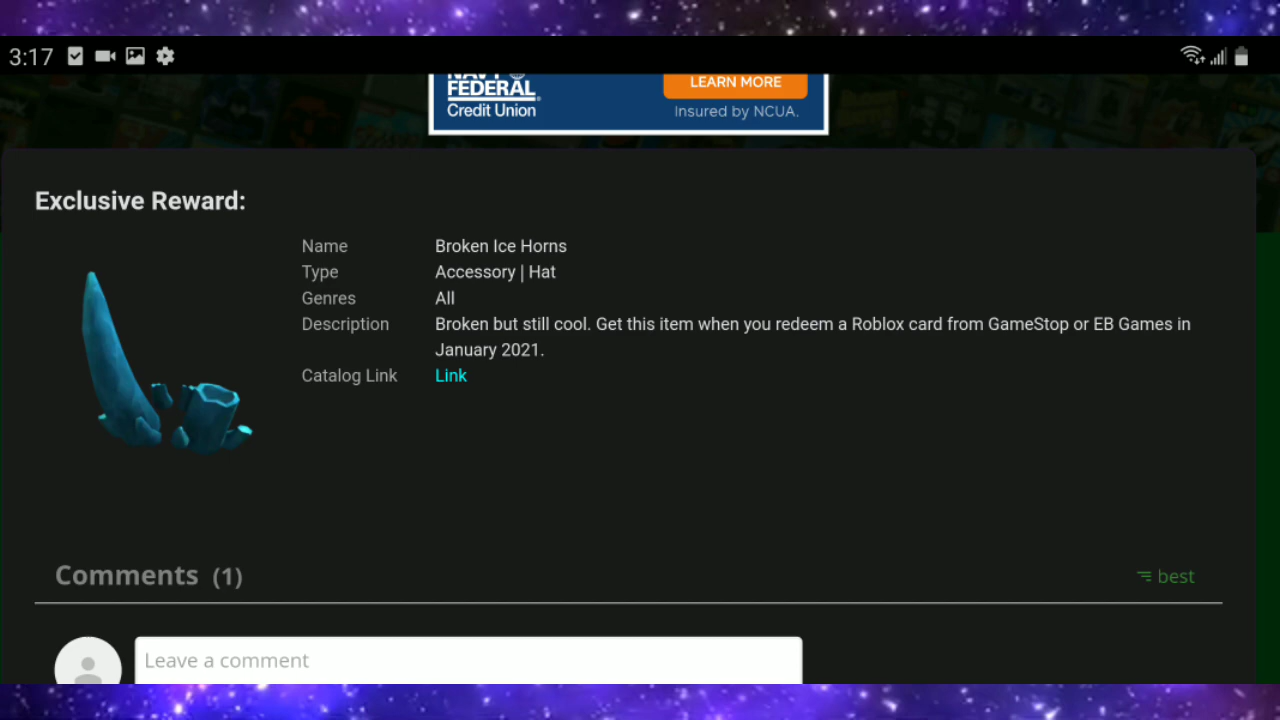 3:17
NAVY
FEDERAL
Credit Union
LEARN MORE
Insured by NCUA.
Exclusive Reward:
Name Broken Ice Horns
Type Accessory | Hat
Genres All
Description Broken but still cool. Get this item when you redeem a Roblox card from GameStop or EB Games in
January 2021.
Catalog Link Link
Comments (1)
best
Leave a comment